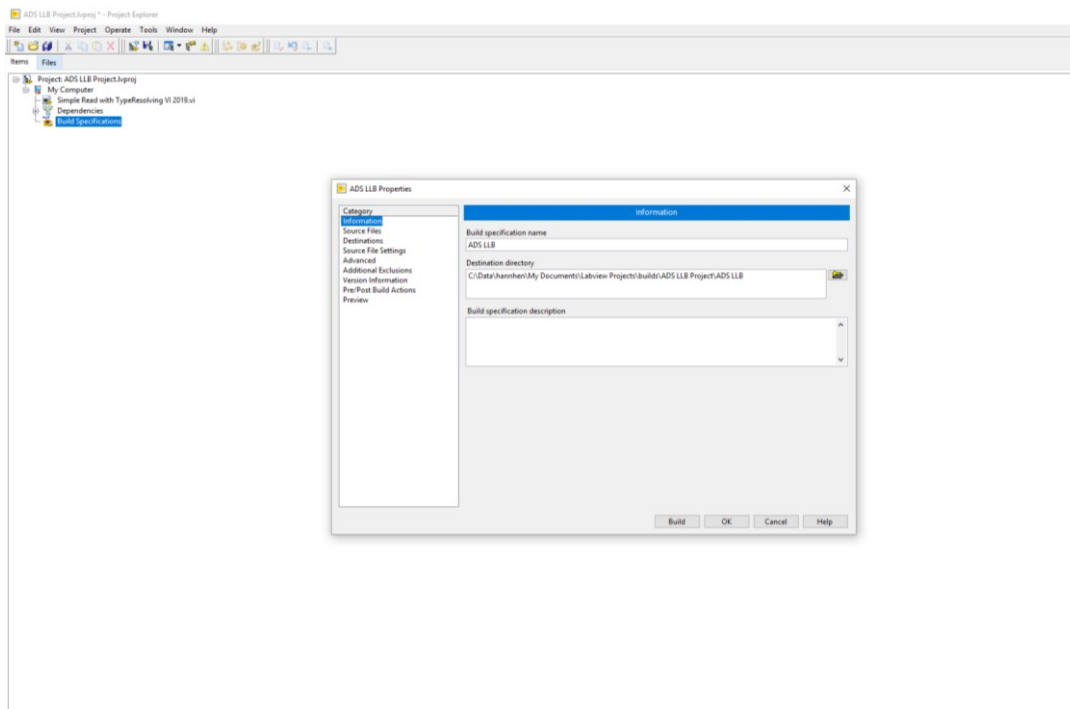 ADS LLB Project.lvproj * - Project Explorer
File Edit View Project Operate Tools Window Help
Items Files
Project: ADS LLB Project.lvproj
My Computer
Simple Read with TypeResolving VI 2019.vi
Dependencies
Build Specifications
ADS LLB Properties
Category
Information
Source Files
Destinations
Source File Settings
Advanced
Additional Exclusions
Version Information
Pre/Post Build Actions
Preview
Information
Build specification name
ADS LLB
Destination directory
C:\Data\hannhen\My Documents\Labview Projects\builds\ADS LLB Project\ADS LLB
Build specification description
Build OK Cancel Help